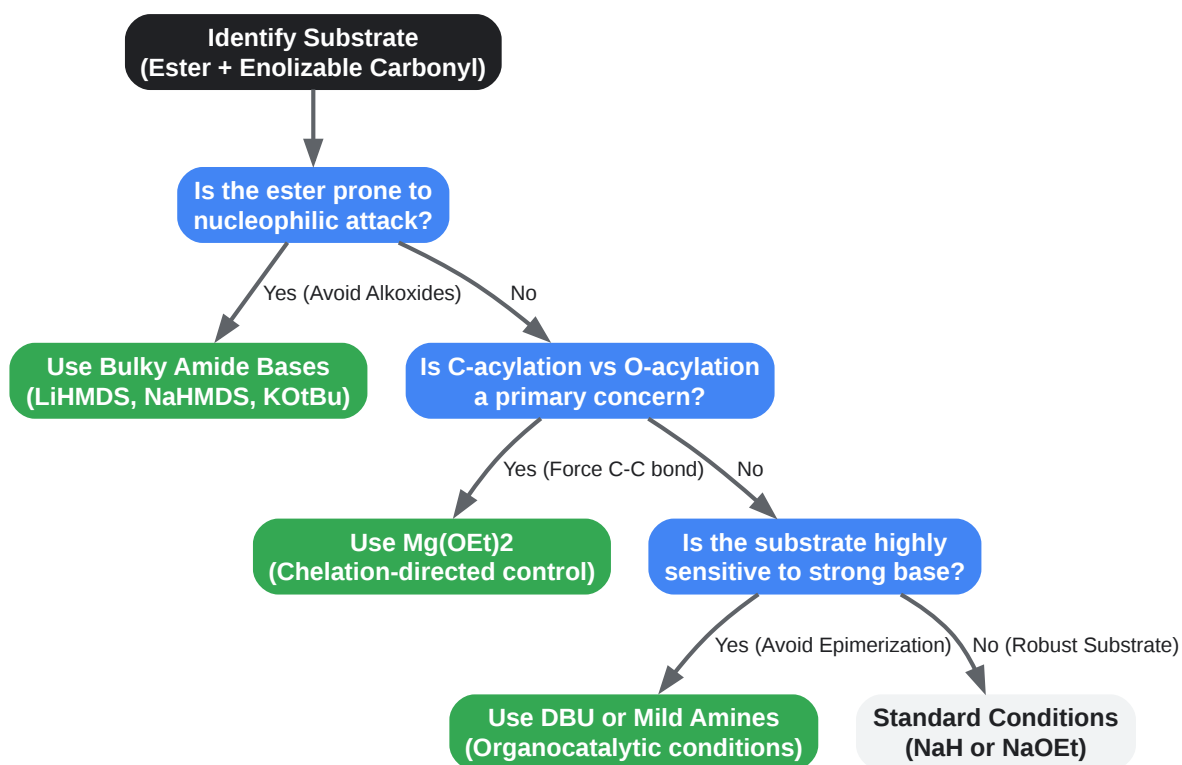 Identify Substrate
(Ester + Enolizable Carbonyl)
Is the ester prone to
nucleophilic attack?
Yes (Avoid Alkoxides)
No
Use Bulky Amide Bases
(LiHMDS, NaHMDS, KOtBu)
Is C-acylation vs O-acylation
a primary concern?
Yes (Force C-C bond)
No
Use Mg(OEt)2
(Chelation-directed control)
Is the substrate highly
sensitive to strong base?
Yes (Avoid Epimerization)
No (Robust Substrate)
Use DBU or Mild Amines
(Organocatalytic conditions)
Standard Conditions
(NaH or NaOEt)